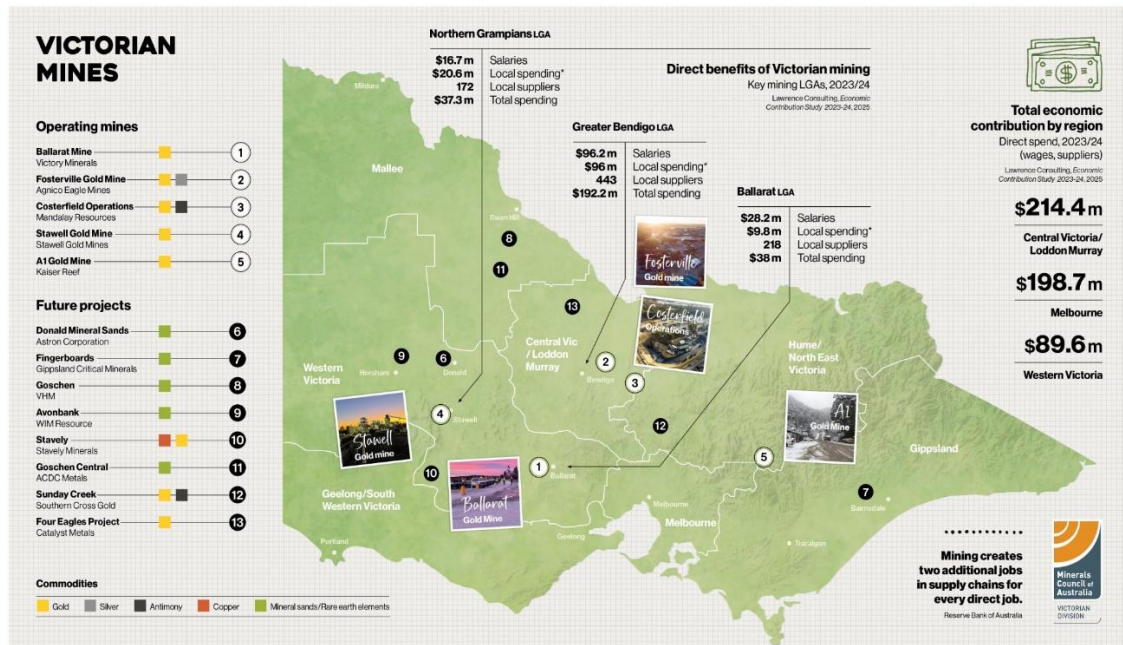 VICTORIAN
MINES
Operating mines
Ballarat Mine
Victory Minerals
1
Fosterville Gold Mine
Agnico Eagle Mines
2
Costerfield Operations
Mandalay Resources
3
Stawell Gold Mine
Stawell Gold Mines
4
A1 Gold Mine
Kaiser Reef
5
Future projects
Donald Mineral Sands
Astron Corporation
6
Fingerboards
Gippsland Critical Minerals
7
Goschen
VHM
8
Avonbank
WIM Resource
9
Stavely
Stavely Minerals
10
Goschen Central
ACDC Metals
11
Sunday Creek
Southern Cross Gold
12
Four Eagles Project
Catalyst Metals
13
Commodities
Gold
Silver
Antimony
Copper
Mineral sands/Rare earth elements
Northern Grampians LGA
$16.7 m Salaries
$20.6 m Local spending*
172 Local suppliers
$37.3 m Total spending
Direct benefits of Victorian mining
Key mining LGAs, 2023/24
Lawrence Consulting, Economic
Contribution Study 2023-24, 2025
Greater Bendigo LGA
$96.2 m Salaries
$96 m Local spending*
443 Local suppliers
$192.2 m Total spending
Ballarat LGA
$28.2 m Salaries
$9.8 m Local spending*
218 Local suppliers
$38 m Total spending
Mildura
Mallee
Swan Hill
8
11
13
Fosterville
Gold mine
Costerfield
Operations
Central Vic
/ Loddon
Murray
Hume/
North East
Victoria
9
6
Horsham
Donald
Western
Victoria
2
Bendigo
3
4
Stawell
Stawell
Gold mine
A1
Gold Mine
12
5
Gippsland
10
1
Ballarat
Ballarat
Gold Mine
Geelong/South
Western Victoria
7
Bairnsdale
Melbourne
Melbourne
Geelong
Portland
Traralgon
Total economic
contribution by region
Direct spend, 2023/24
(wages, suppliers)
Lawrence Consulting, Economic
Contribution Study 2023-24, 2025
$214.4 m
Central Victoria/
Loddon Murray
$198.7 m
Melbourne
$89.6 m
Western Victoria
Mining creates
two additional jobs
in supply chains for
every direct job.
Reserve Bank of Australia
Minerals
Council of
Australia
VICTORIAN
DIVISION